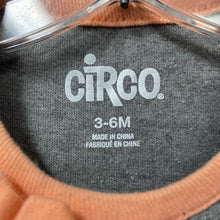 CiRCO®
3-6M
MADE IN CHINA
FABRIQUÉ EN CHINE